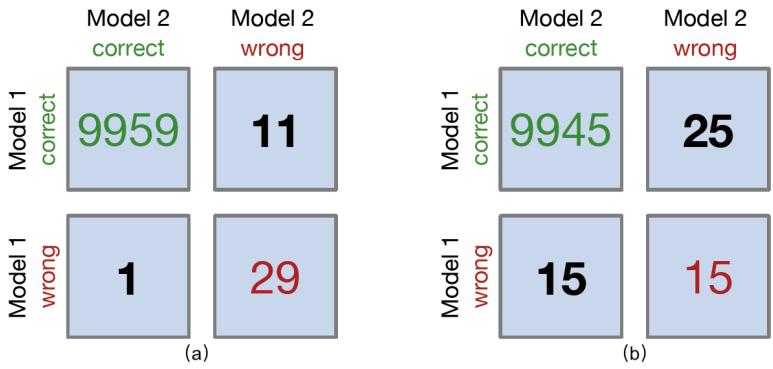 Model 2
correct
Model 2
wrong
Model 1
correct
9959
11
Model 1
wrong
1
29
(a)
Model 2
correct
Model 2
wrong
Model 1
correct
9945
25
Model 1
wrong
15
15
(b)